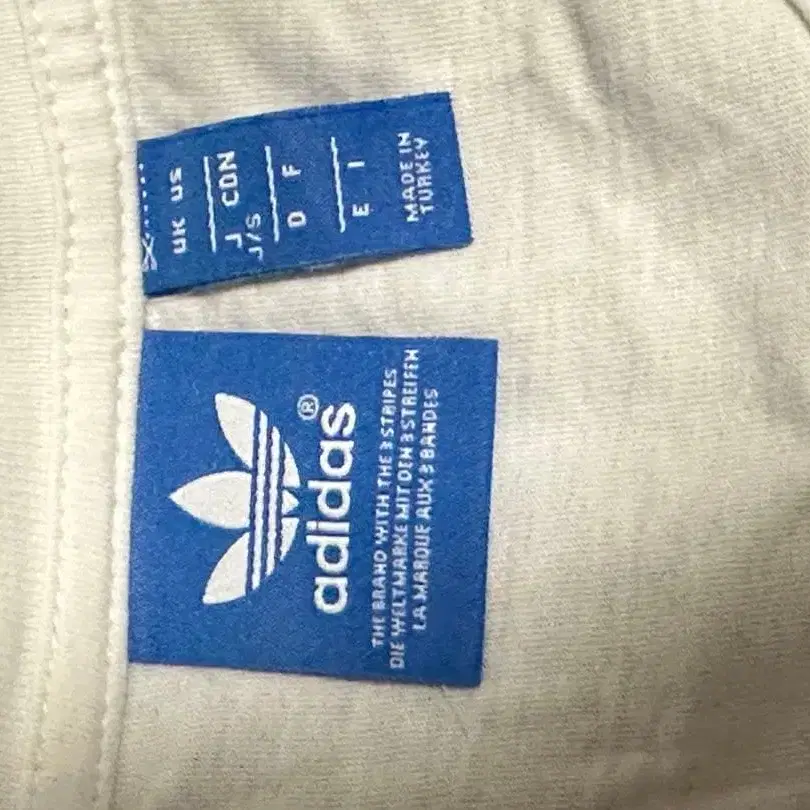 UK US
J CDN
J/S
D F
E I
MADE IN
TURKEY
adidas®
THE BRAND WITH THE 3 STRIPES
DIE WELTMARKE MIT DEN 3 STREIFEN
LA MARQUE AUX 3 BANDES